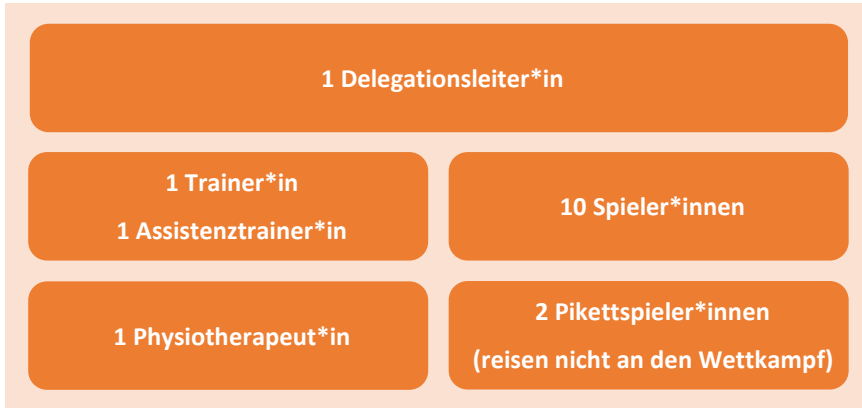 1 Delegationsleiter*in
1 Trainer*in
1 Assistenztrainer*in
10 Spieler*innen
1 Physiotherapeut*in
2 Pikettspieler*innen
(reisen nicht an den Wettkampf)